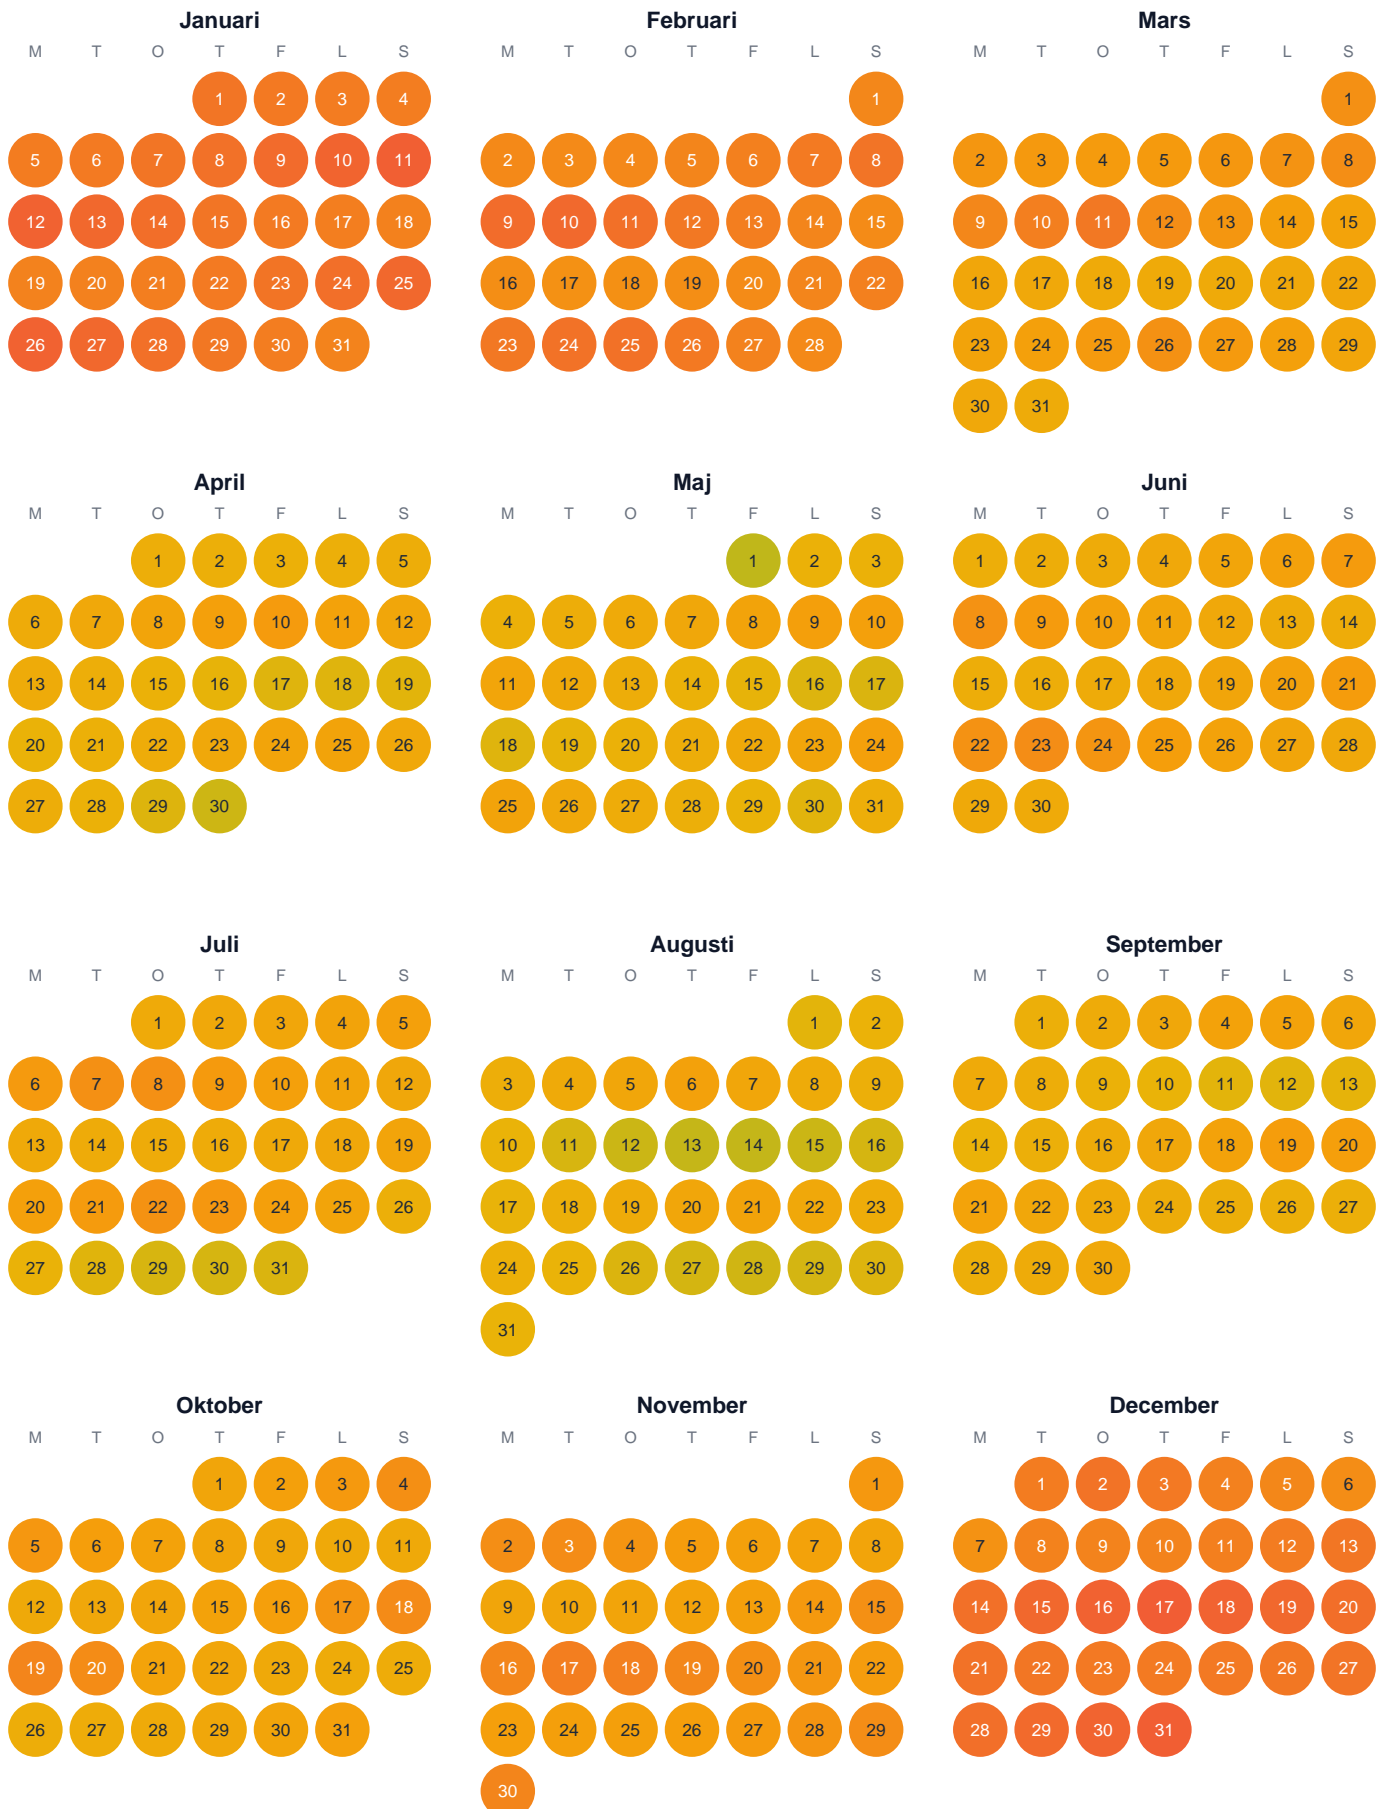 Januari Februari Mars
M T O T F L S M T O T F L S M T O T F L S
1 2 3 4 1 1
5 6 7 8 9 10 11 2 3 4 5 6 7 8 2 3 4 5 6 7 8
12 13 14 15 16 17 18 9 10 11 12 13 14 15 9 10 11 12 13 14 15
19 20 21 22 23 24 25 16 17 18 19 20 21 22 16 17 18 19 20 21 22
26 27 28 29 30 31 23 24 25 26 27 28 23 24 25 26 27 28 29
30 31
April Maj Juni
M T O T F L S M T O T F L S M T O T F L S
1 2 3 4 5 1 2 3 1 2 3 4 5 6 7
6 7 8 9 10 11 12 4 5 6 7 8 9 10 8 9 10 11 12 13 14
13 14 15 16 17 18 19 11 12 13 14 15 16 17 15 16 17 18 19 20 21
20 21 22 23 24 25 26 18 19 20 21 22 23 24 22 23 24 25 26 27 28
27 28 29 30 25 26 27 28 29 30 31 29 30
Juli Augusti September
M T O T F L S M T O T F L S M T O T F L S
1 2 3 4 5 1 2 1 2 3 4 5 6
6 7 8 9 10 11 12 3 4 5 6 7 8 9 7 8 9 10 11 12 13
13 14 15 16 17 18 19 10 11 12 13 14 15 16 14 15 16 17 18 19 20
20 21 22 23 24 25 26 17 18 19 20 21 22 23 21 22 23 24 25 26 27
27 28 29 30 31 24 25 26 27 28 29 30 28 29 30
31
Oktober November December
M T O T F L S M T O T F L S M T O T F L S
1 2 3 4 1 1 2 3 4 5 6
5 6 7 8 9 10 11 2 3 4 5 6 7 8 7 8 9 10 11 12 13
12 13 14 15 16 17 18 9 10 11 12 13 14 15 14 15 16 17 18 19 20
19 20 21 22 23 24 25 16 17 18 19 20 21 22 21 22 23 24 25 26 27
26 27 28 29 30 31 23 24 25 26 27 28 29 28 29 30 31
30